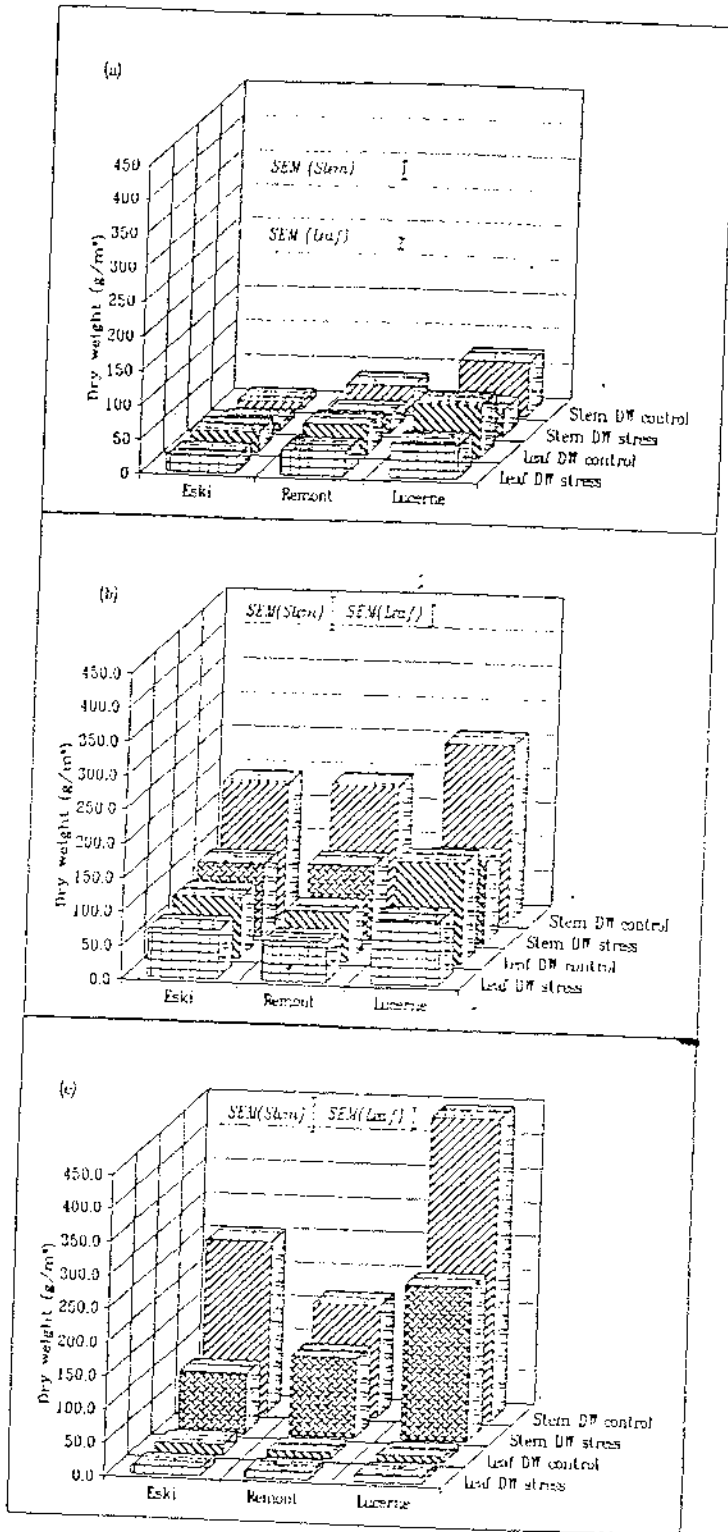 (a)
450
400
350
300
250
200
150
100
50
0
Dry weight (g/m²)
SEM (Stem)
SEM (Leaf)
Stem DW control
Stem DW stress
Leaf DW control
Leaf DW stress
Eski Remont Lucerne
(b)
SEM(Stem) SEM(Leaf)
450.0
400.0
350.0
300.0
250.0
200.0
150.0
100.0
50.0
0.0
Dry weight (g/m²)
Stem DW control
Stem DW stress
Leaf DW control
Leaf DW stress
Eski Remont Lucerne
(c)
SEM(Stem) SEM(Leaf)
450.0
400.0
350.0
300.0
250.0
200.0
150.0
100.0
50.0
0.0
Dry weight (g/m²)
Stem DW control
Stem DW stress
Leaf DW control
Leaf DW stress
Eski Remont Lucerne